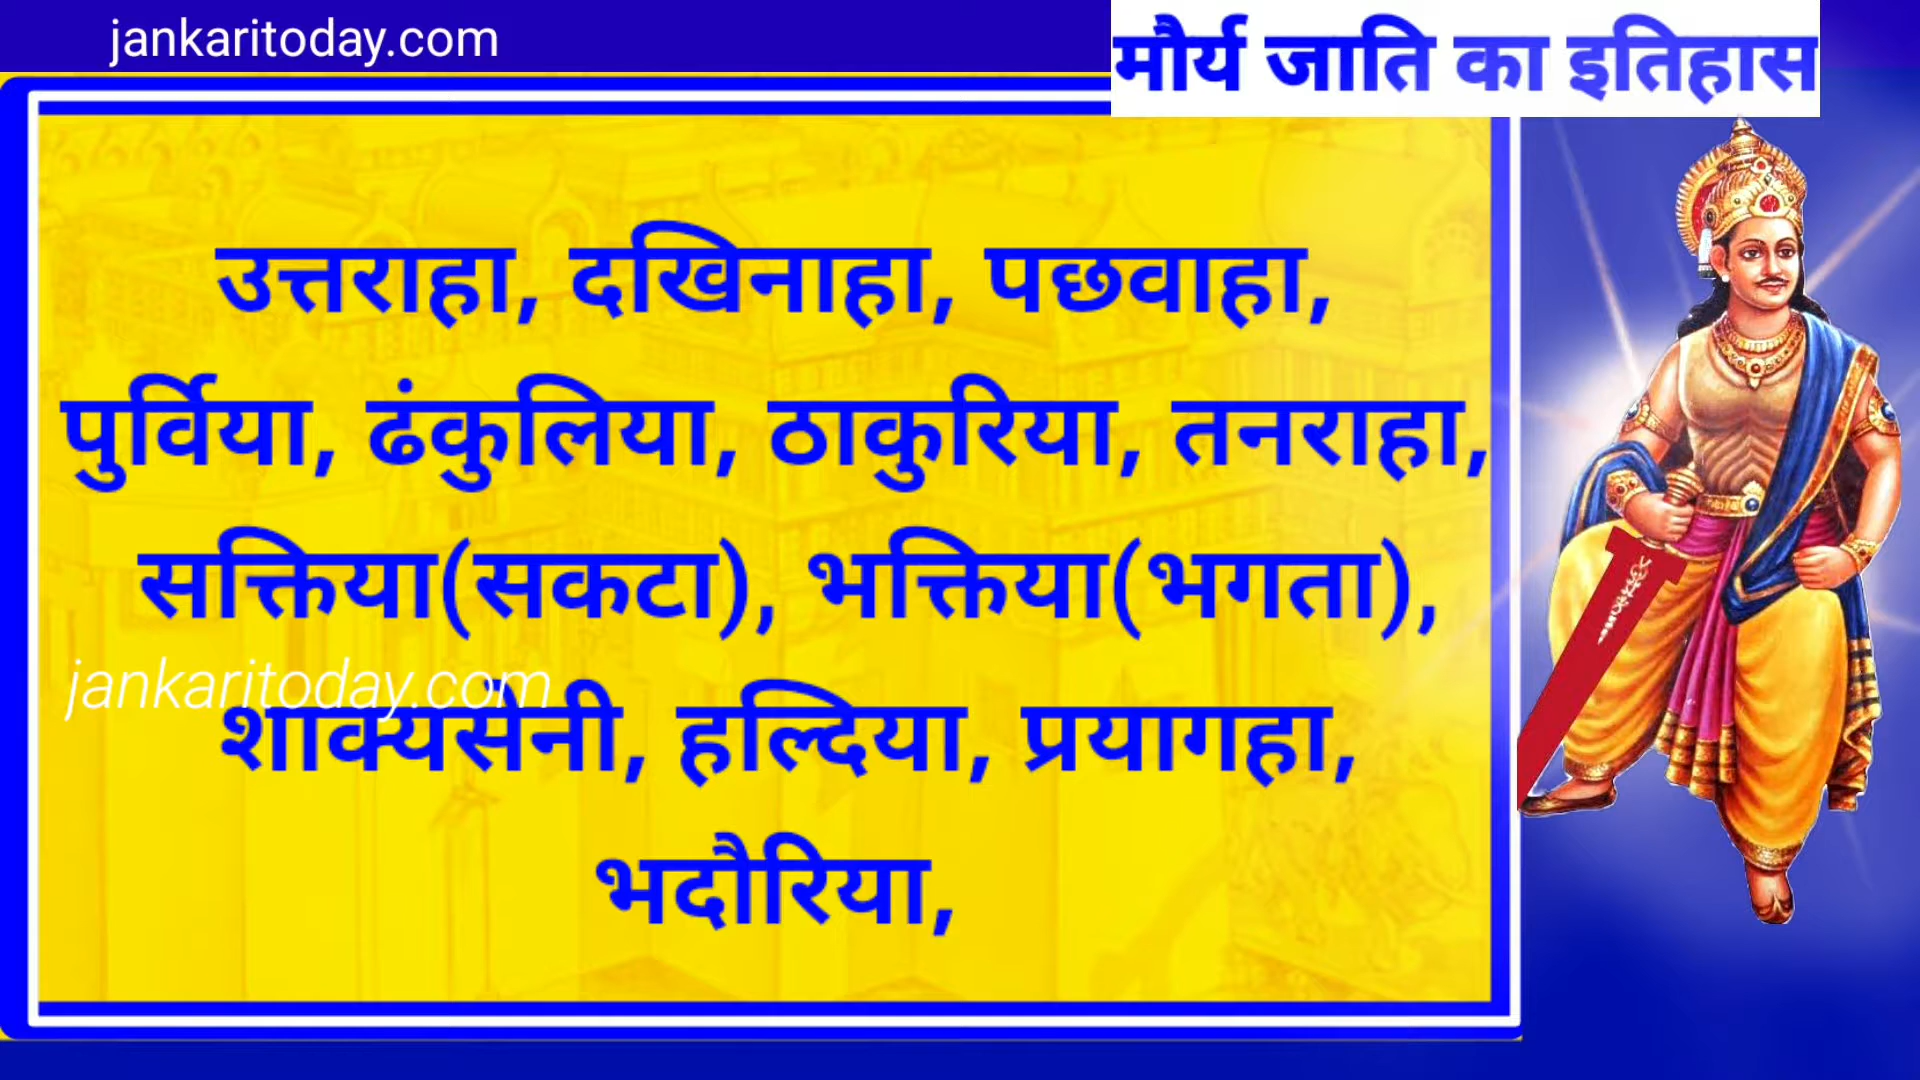 jankaritoday.com
मौर्य जाति का इतिहास
उत्तराहा, दखिनाहा, पछवाहा,
पुर्विया, ढंकुलिया, ठाकुरिया, तनराहा,
सक्तिया(सकटा), भक्तिया(भगता),
jankaritoday.com
शाक्यसेनी, हल्दिया, प्रयागहा,
भदौरिया,